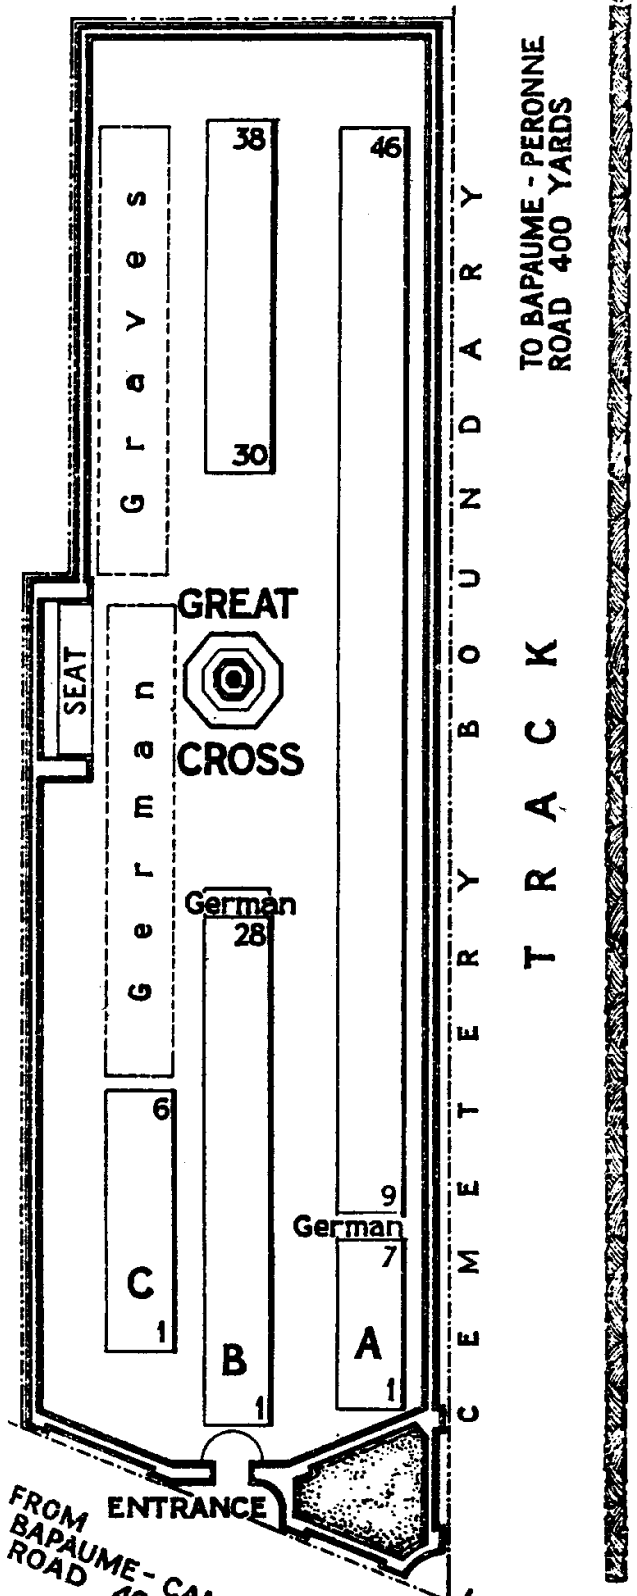 38
46
TO BAPAUME - PERONNE
ROAD 400 YARDS
German Graves
30
GREAT
CROSS
SEAT
CEMETERY BOUNDARY
TRACK
German
28
6
9
German
7
C
1
B
1
A
1
ENTRANCE
FROM
BAPAUME -
ROAD